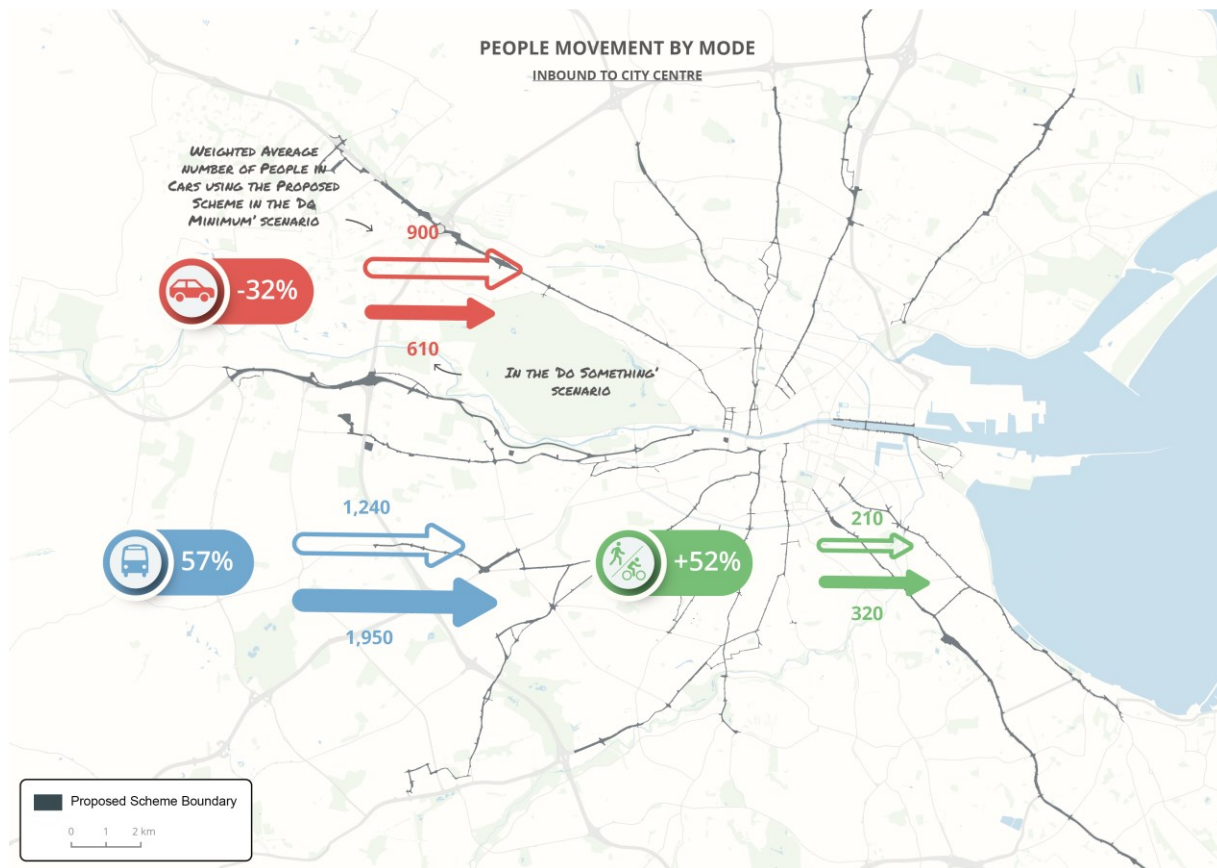 PEOPLE MOVEMENT BY MODE
INBOUND TO CITY CENTRE
WEIGHTED AVERAGE
NUMBER OF PEOPLE IN
CARS USING THE PROPOSED
SCHEME IN THE 'DO
MINIMUM' SCENARIO
900
-32%
610
IN THE 'DO SOMETHING'
SCENARIO
1,240
57%
1,950
210
+52%
320
Proposed Scheme Boundary
0 1 2 km